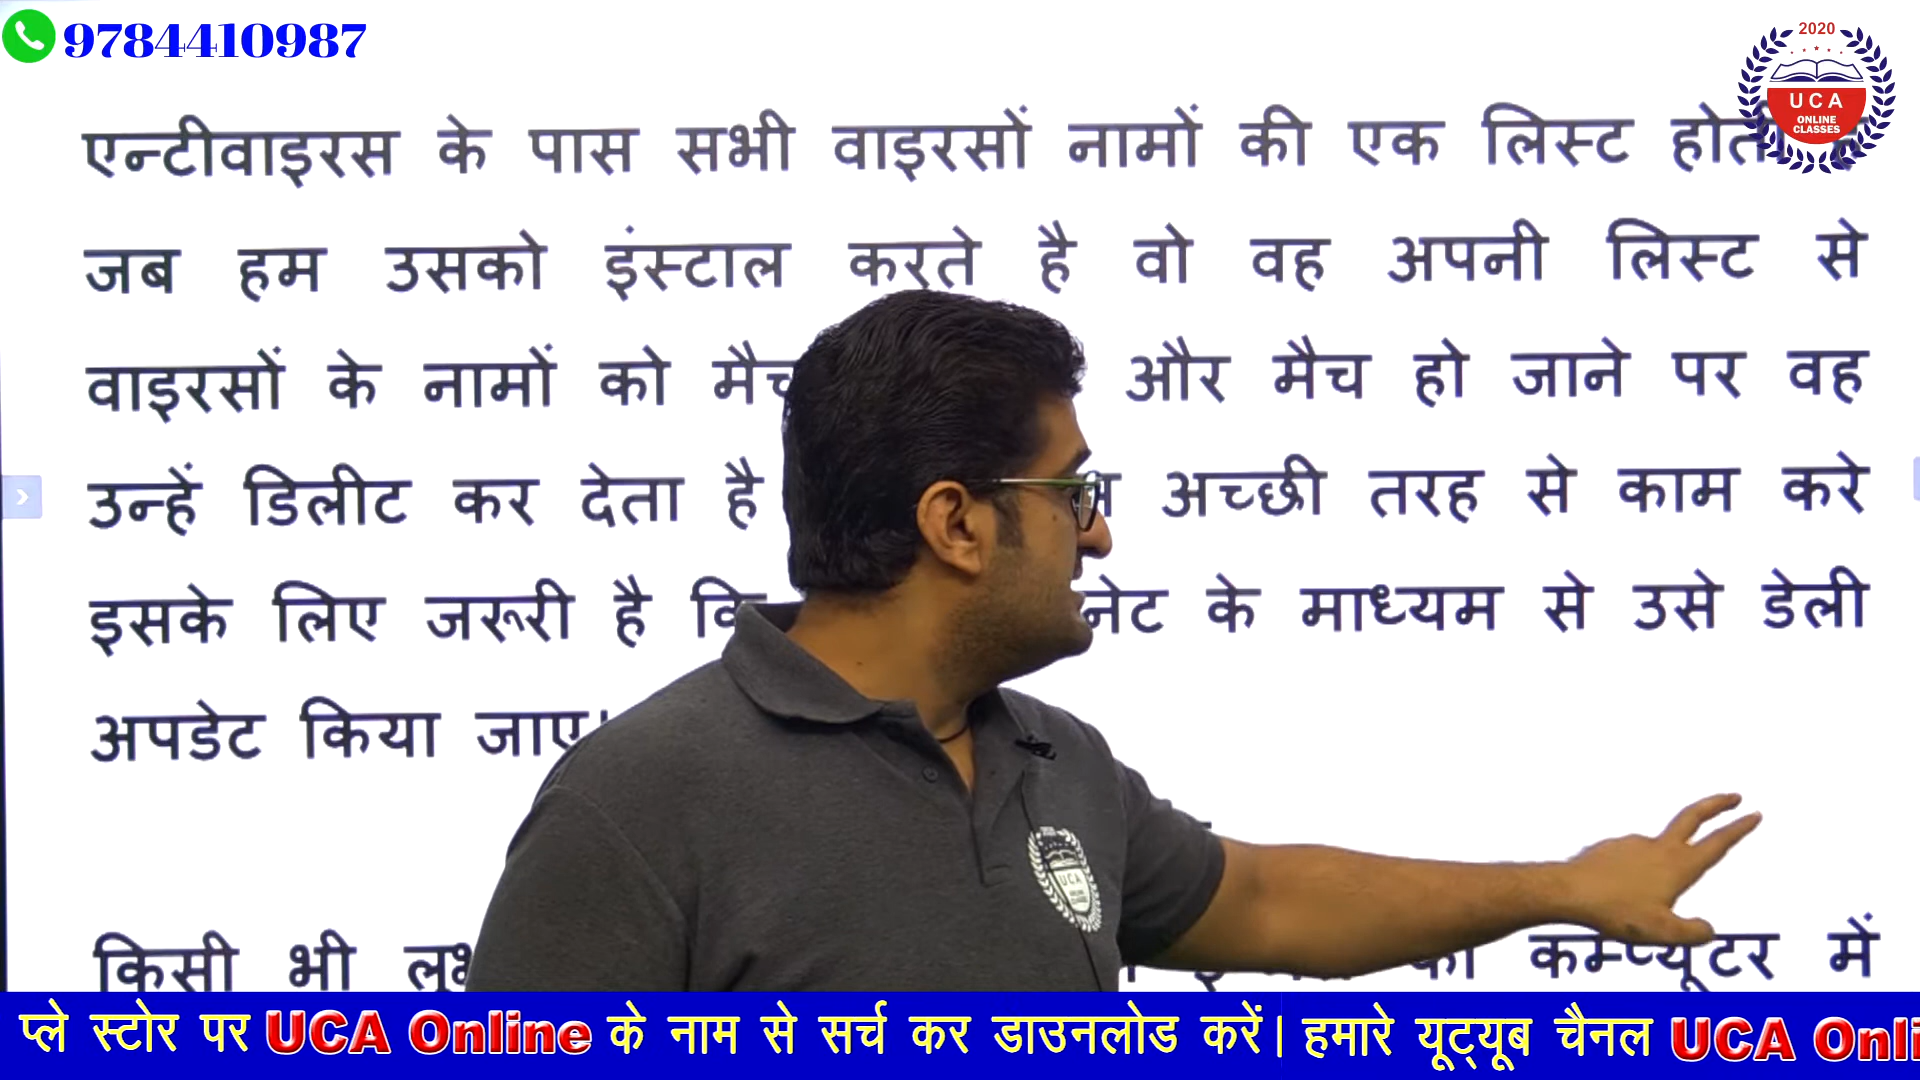 9784410987
2020
UCA
ONLINE
CLASSES
एन्टीवाइरस के पास सभी वाइरसों नामों की एक लिस्ट
जब हम उसको इंस्टाल करते है वो वह अपनी लिस्ट से
वाइरसों के नामों को और मैच हो जाने पर वह
उन्हें डिलीट कर देता है अच्छी तरह से काम करे
इसके लिए जरूरी है के माध्यम से उसे डेली
अपडेट किया जाए।
UCA
किसी भी कम्प्यूटर में
प्ले स्टोर पर UCA Online के नाम से सर्च कर डाउनलोड करें| हमारे यूट्यूब चैनल UCA